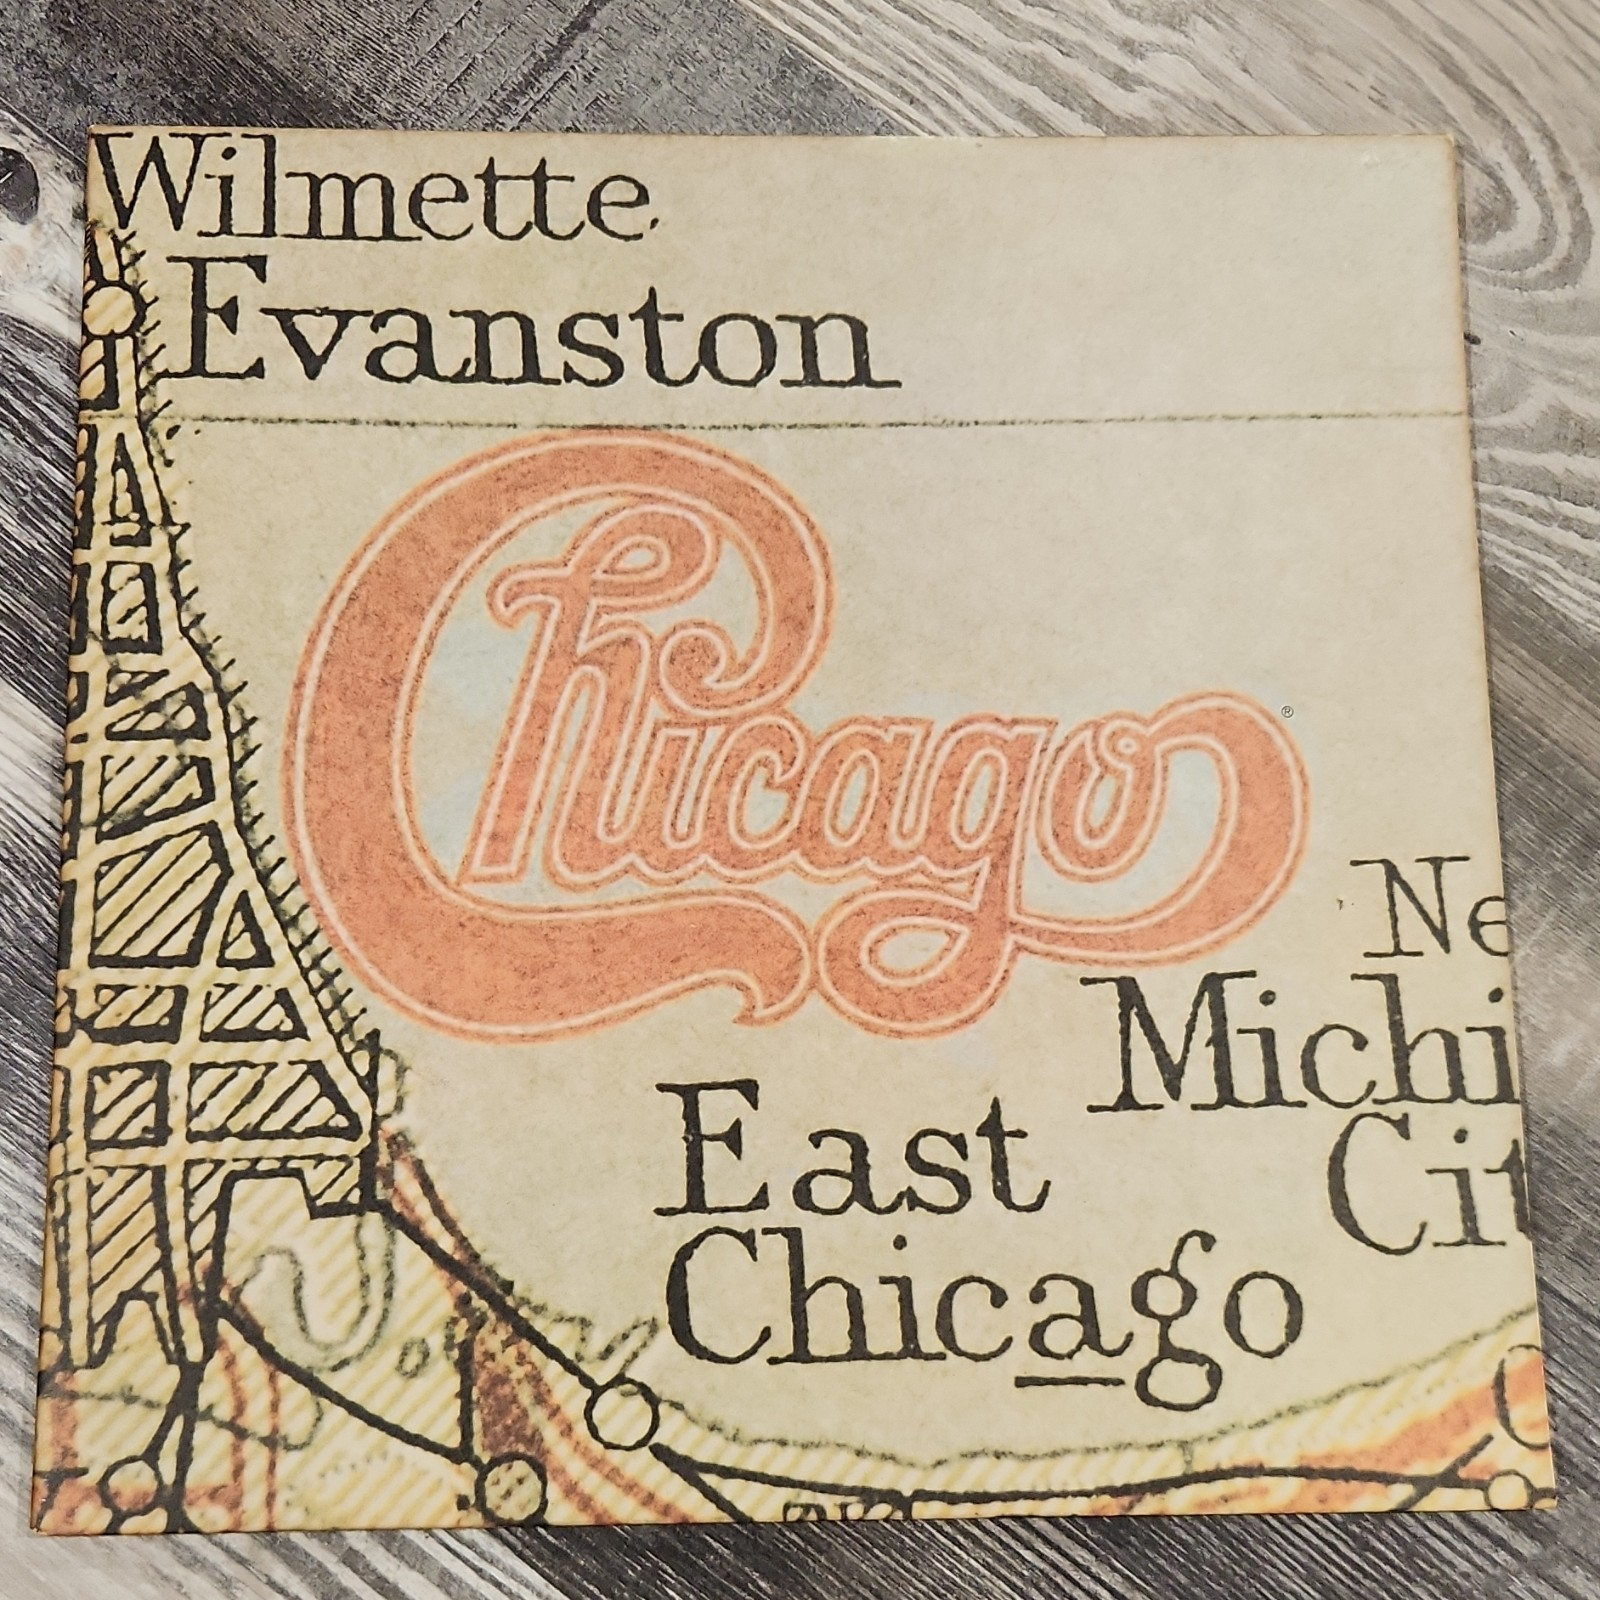 Wilmette
Evanston
Chicago ®
Ne
Michi
Cit
East
Chicago